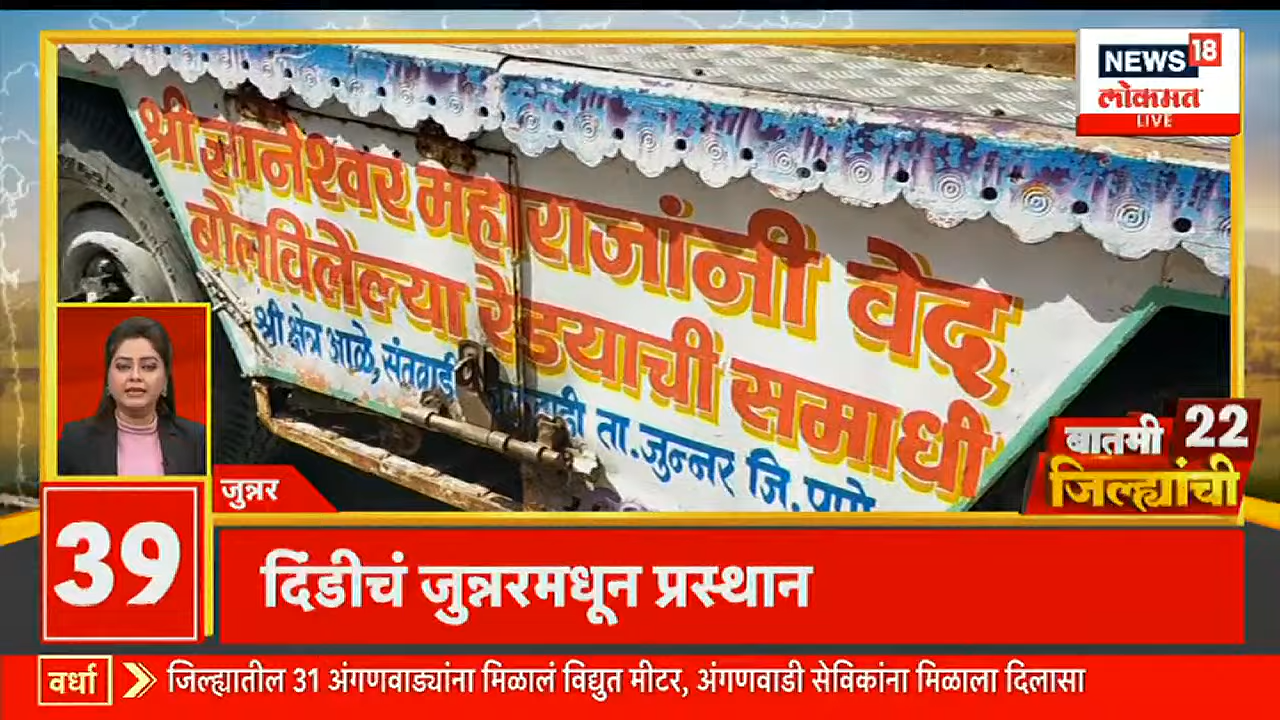 NEWS 18
लोकमत
LIVE
श्री ज्ञानेश्वर महाराजांनी वेद
बोलविलेल्या रेडयाची समाधी
श्री क्षेत्र आळे, संतवाडी ता.जुन्नर जि.पुणे
बातमी 22
जिल्ह्यांची
जुन्नर
39
दिंडीचं जुन्नरमधून प्रस्थान
वर्धा
जिल्ह्यातील 31 अंगणवाड्यांना मिळालं विद्युत मीटर, अंगणवाडी सेविकांना मिळाला दिलासा